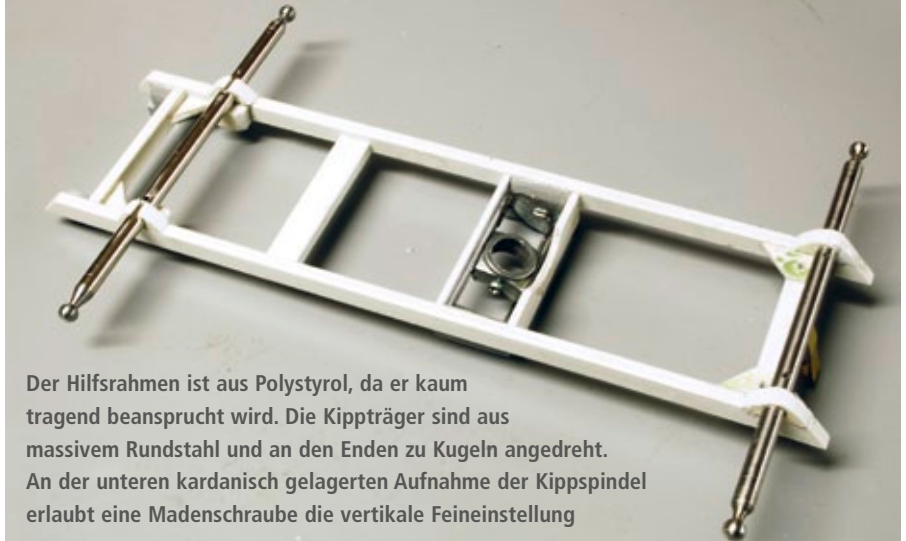 Der Hilfsrahmen ist aus Polystyrol, da er kaum
tragend beansprucht wird. Die Kippträger sind aus
massivem Rundstahl und an den Enden zu Kugeln angedreht.
An der unteren kardanisch gelagerten Aufnahme der Kippspindel
erlaubt eine Madenschraube die vertikale Feineinstellung